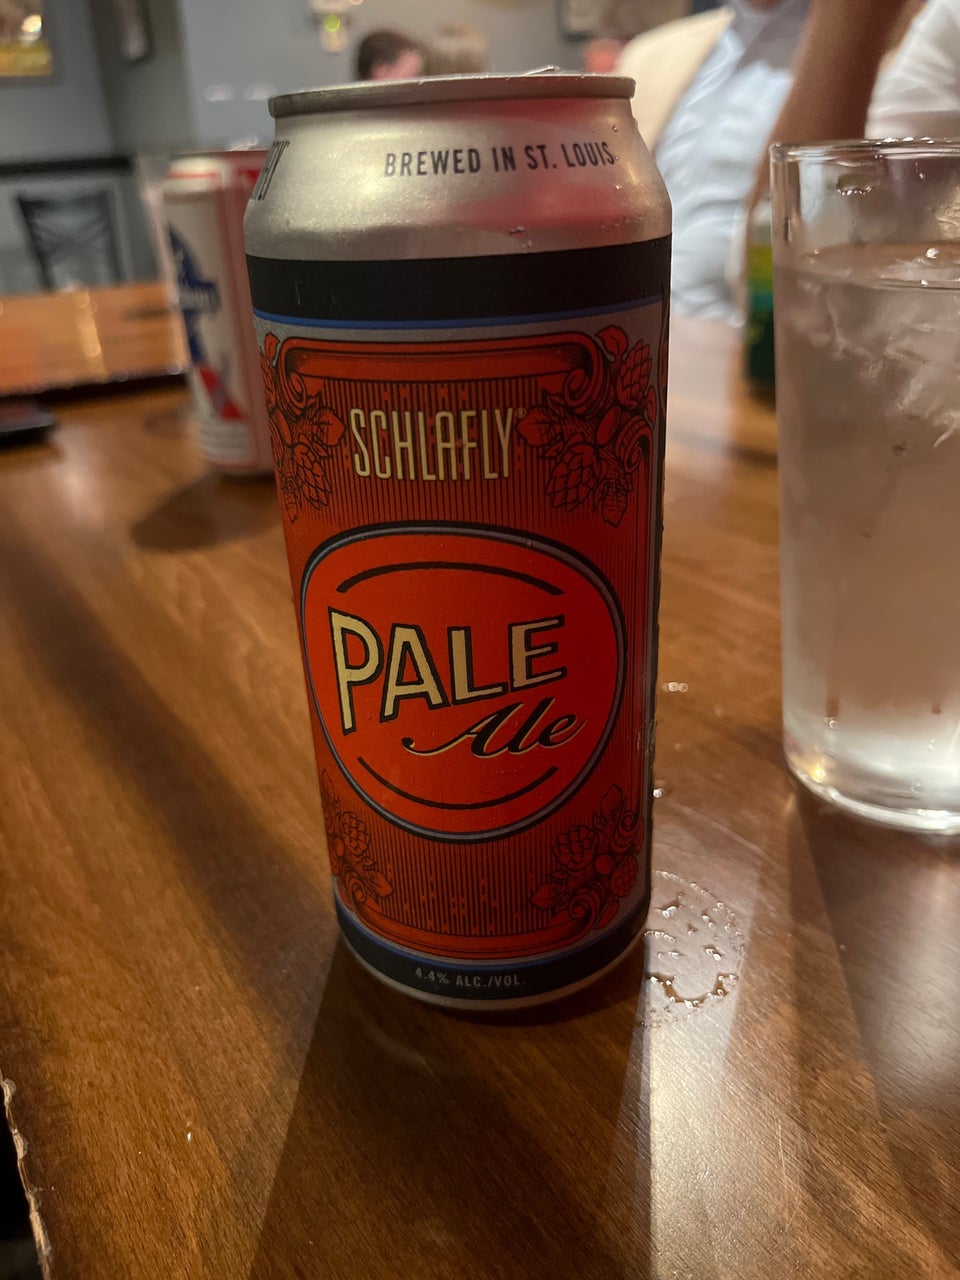 BREWED IN ST. LOUIS
SCHLAFLY®
PALE
Ale
4.4% ALC./VOL.